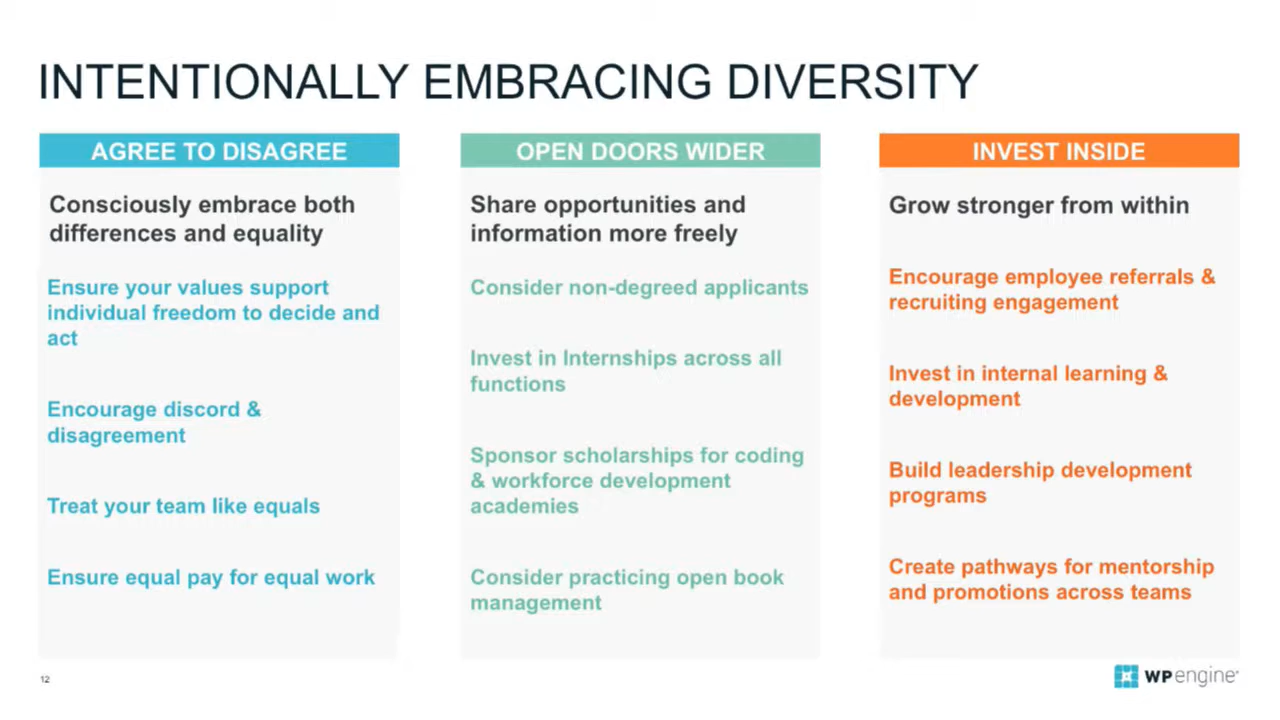 INTENTIONALLY EMBRACING DIVERSITY
AGREE TO DISAGREE
Consciously embrace both
differences and equality
Ensure your values support
individual freedom to decide and
act
Encourage discord &
disagreement
Treat your team like equals
Ensure equal pay for equal work
OPEN DOORS WIDER
Share opportunities and
information more freely
Consider non-degreed applicants
Invest in Internships across all
functions
Sponsor scholarships for coding
& workforce development
academies
Consider practicing open book
management
INVEST INSIDE
Grow stronger from within
Encourage employee referrals &
recruiting engagement
Invest in internal learning &
development
Build leadership development
programs
Create pathways for mentorship
and promotions across teams
12
WP engine